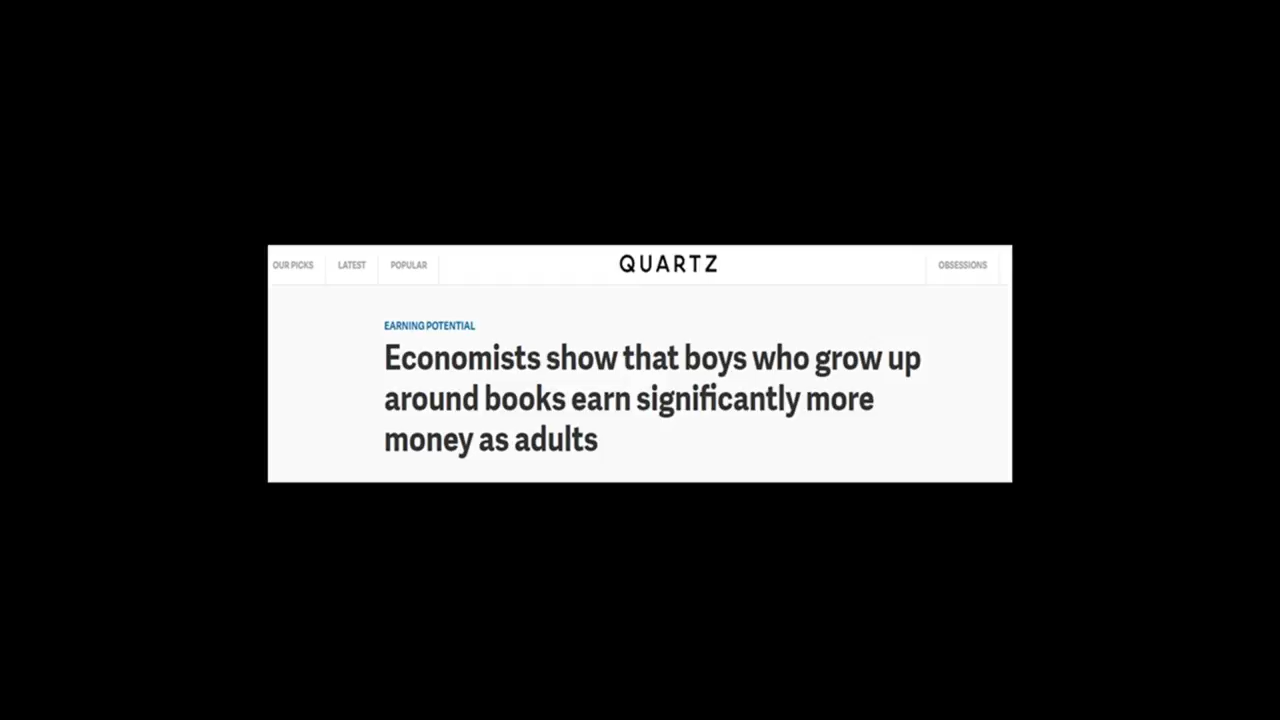 OUR PICKS LATEST POPULAR QUARTZ OBSESSIONS
EARNING POTENTIAL
Economists show that boys who grow up
around books earn significantly more
money as adults